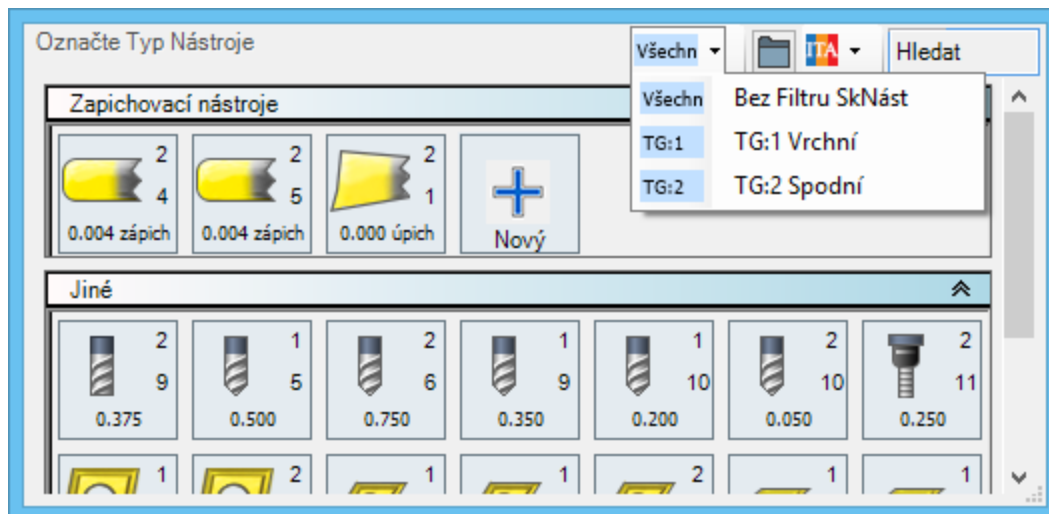 Označte Typ Nástroje
Všechn
ITA
Hledat
Všechn Bez Filtru SkNást
TG:1 TG:1 Vrchní
TG:2 TG:2 Spodní
Zapichovací nástroje
2 2 2
4 5 1
0.004 zápich 0.004 zápich 0.000 úpich Nový
Jiné
2 1 2 1 1 2 2
9 5 6 9 10 10 11
0.375 0.500 0.750 0.350 0.200 0.050 0.250
1 2 1 1 2 1 1